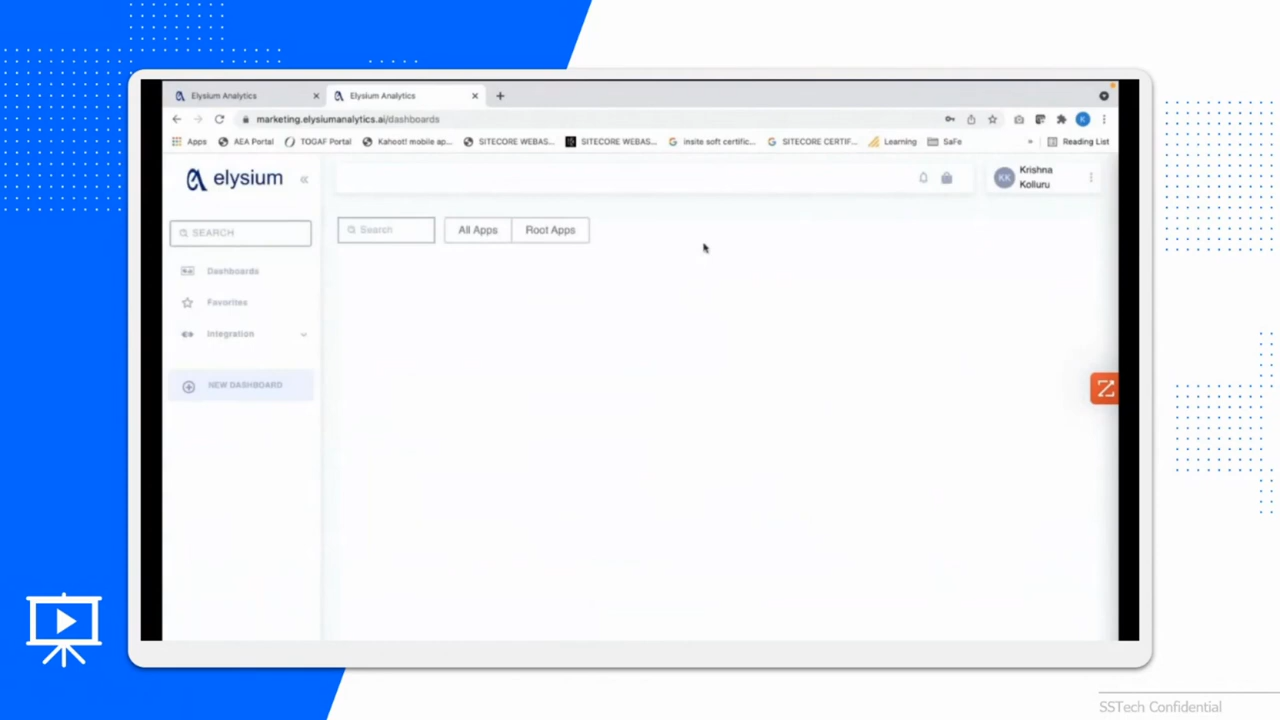 Elysium Analytics
Elysium Analytics
marketing.elysiumanalytics.ai/dashboards
Apps
AEA Portal
TOGAF Portal
Kahoot! mobile ap...
SITECORE WEBAS...
SITECORE WEBAS...
insite soft certific...
SITECORE CERTIF...
Learning
SaFe
»
Reading List
K
elysium
«
KK
Krishna
Kolluru
SEARCH
Search
All Apps
Root Apps
Dashboards
Favorites
Integration
NEW DASHBOARD
SSTech Confidential